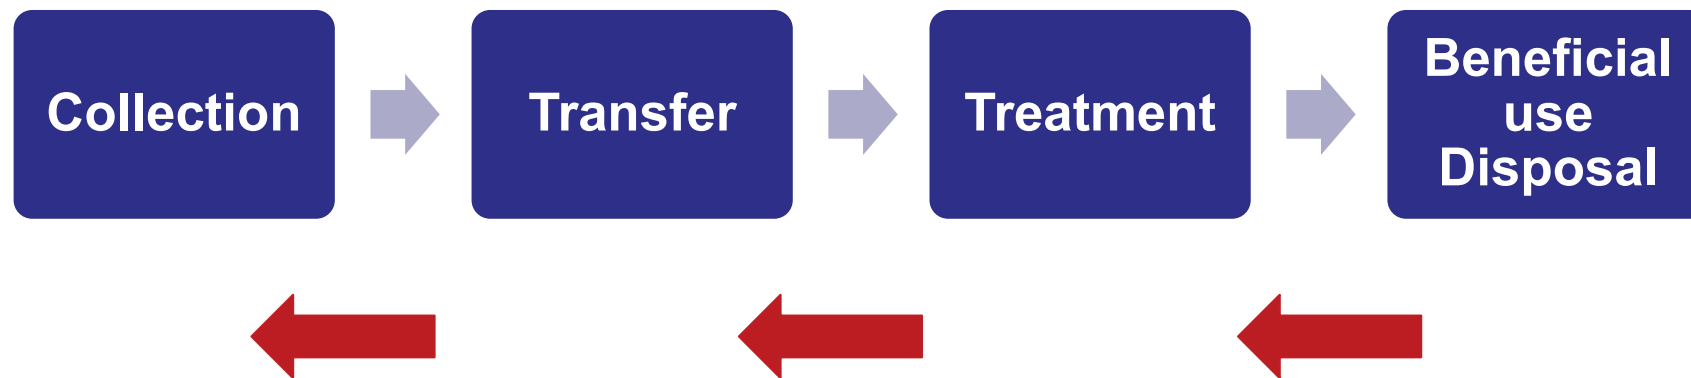 Collection
Transfer
Treatment
Beneficial
use
Disposal